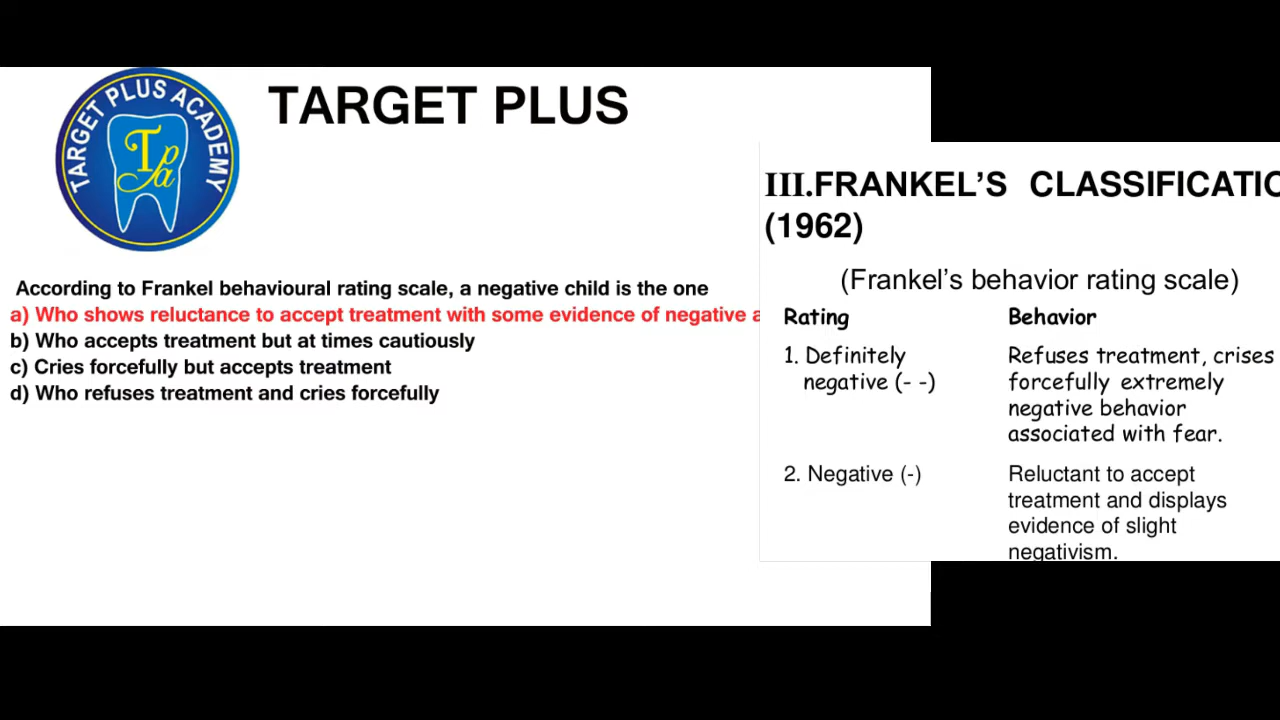 TARGET PLUS ACADEMY
Tpa
TARGET PLUS
According to Frankel behavioural rating scale, a negative child is the one
a) Who shows reluctance to accept treatment with some evidence of negative
b) Who accepts treatment but at times cautiously
c) Cries forcefully but accepts treatment
d) Who refuses treatment and cries forcefully
III.FRANKEL’S CLASSIFICATIO
(1962)
(Frankel’s behavior rating scale)
Rating Behavior
1. Definitely Refuses treatment, crises
negative (- -) forcefully extremely
negative behavior
associated with fear.
2. Negative (-) Reluctant to accept
treatment and displays
evidence of slight
negativism.